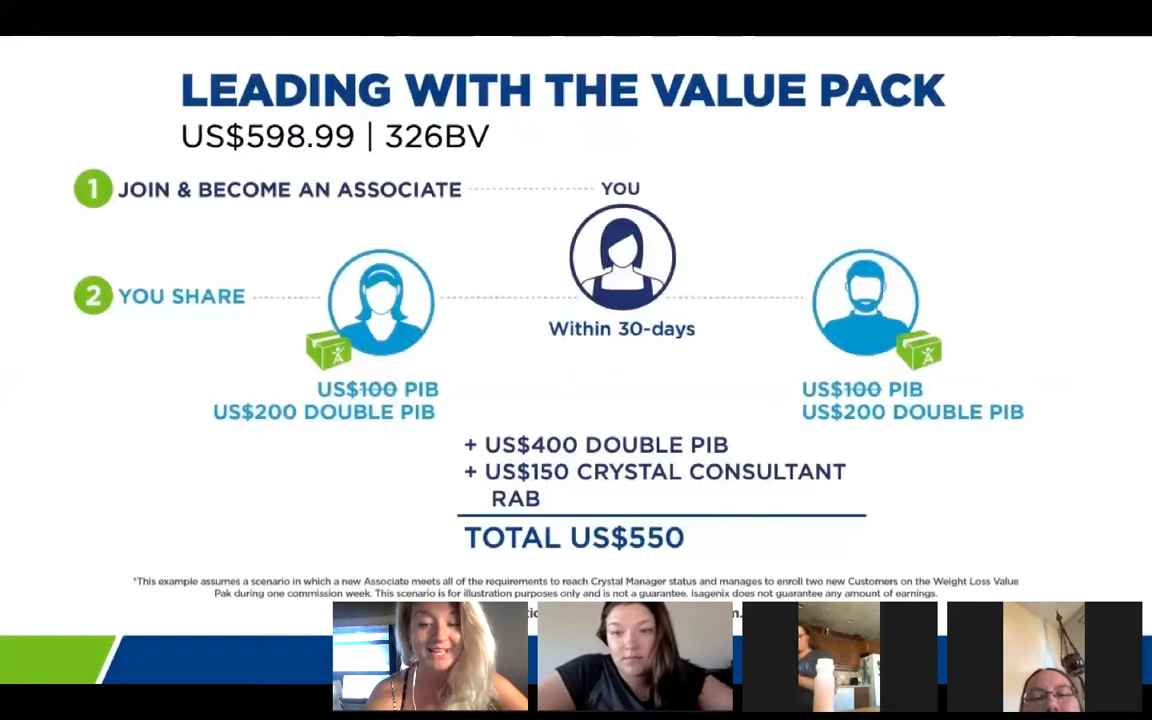 LEADING WITH THE VALUE PACK
US$598.99 | 326BV
1 JOIN & BECOME AN ASSOCIATE
YOU
2 YOU SHARE
Within 30-days
US$100 PIB
US$200 DOUBLE PIB
US$100 PIB
US$200 DOUBLE PIB
+ US$400 DOUBLE PIB
+ US$150 CRYSTAL CONSULTANT
RAB
TOTAL US$550
*This example assumes a scenario in which a new Associate meets all of the requirements to reach Crystal Manager status and manages to enroll two new Customers on the Weight Loss Value
Pak during one commission week. This scenario is for illustration purposes only and is not a guarantee. Isagenix does not guarantee any amount of earnings.